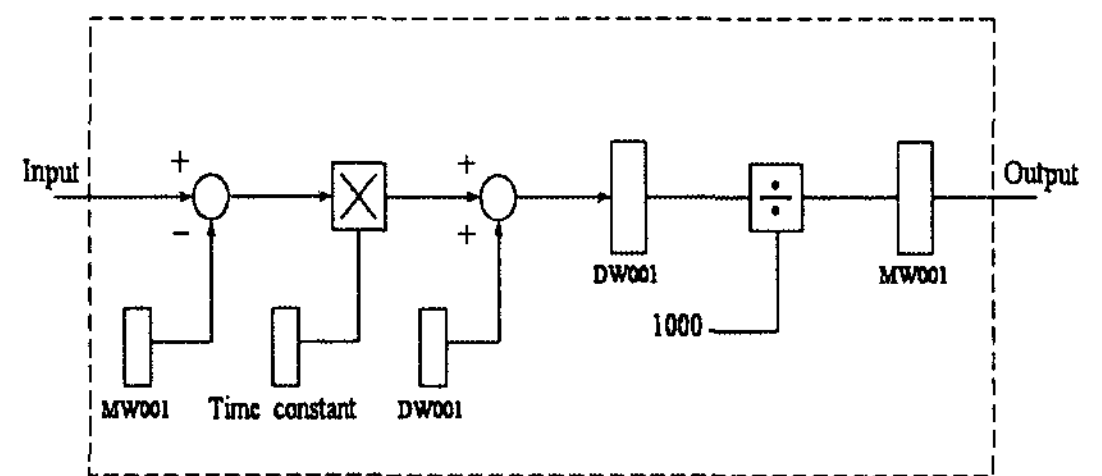 Input
+
−
+
+
÷
Output
DW001
MW001
1000
MW001
Time constant
DW001